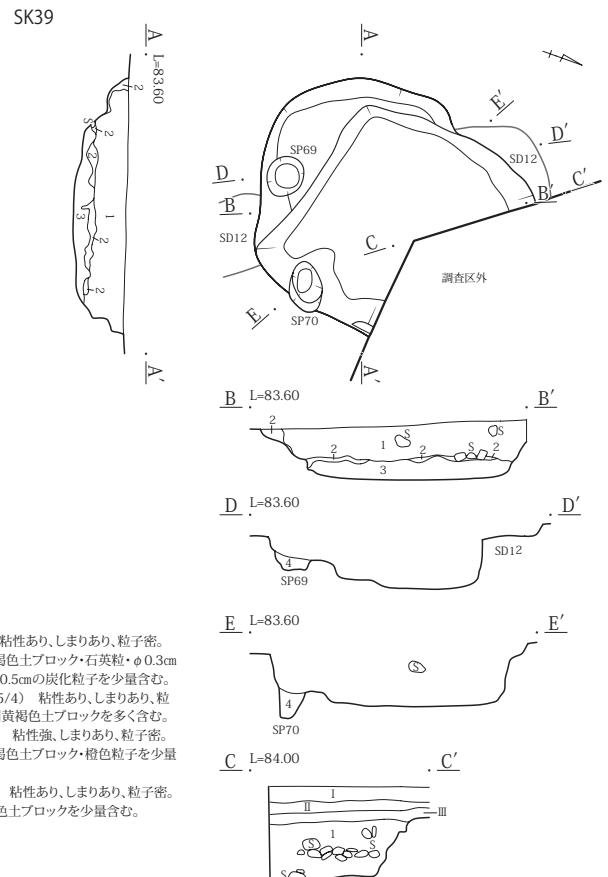 SK39
A
L=83.60
2
S
2
2
1
3
2
2
A'
A
E'
D'
SP69
SD12
D
C'
B'
B
SD12
C
調査区外
E
SP70
A'
B L=83.60 B'
2
1 S S
2 2 S 2
3
D L=83.60 D'
SD12
4
SP69
E L=83.60 E'
S
4
SP70
C L=84.00 C'
I
II
III
1
S S
S
粘性あり、しまりあり、粒子密。
褐色土ブロック・石英粒・φ0.3cm
0.5cmの炭化粒子を少量含む。
5/4) 粘性あり、しまりあり、粒
黄褐色土ブロックを多く含む。
粘性強、しまりあり、粒子密。
褐色土ブロック・橙色粒子を少量
粘性あり、しまりあり、粒子密。
色土ブロックを少量含む。